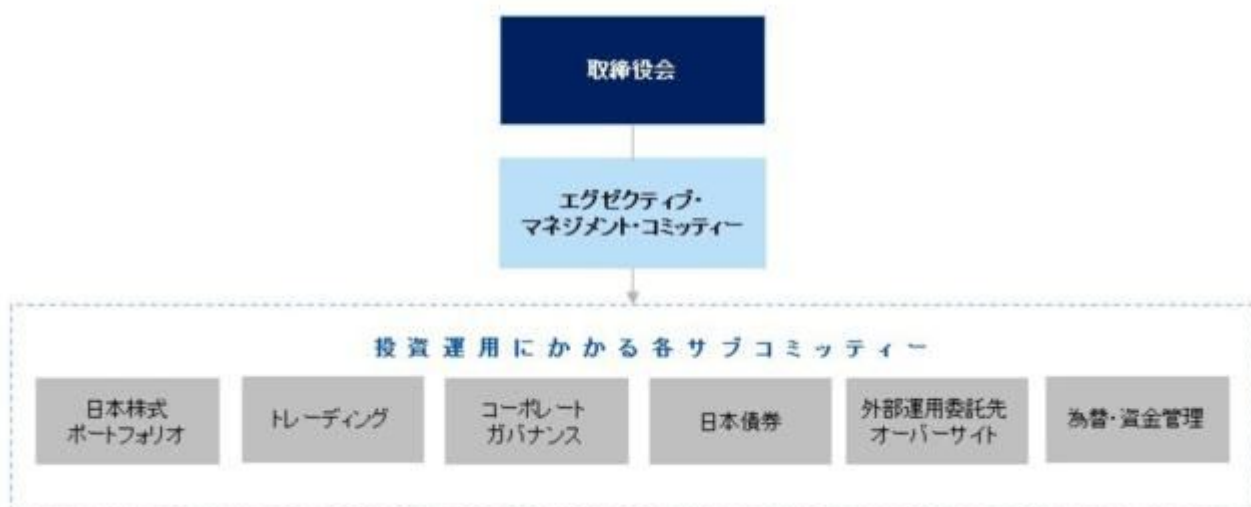 取締役会
エグゼクティブ・
マネジメント・コミッティー
投資運用にかかる各サブコミッティー
日本株式
ポートフォリオ
トレーディング
コーポレート
ガバナンス
日本債券
外部運用委託先
オーバーサイト
為替・資金管理